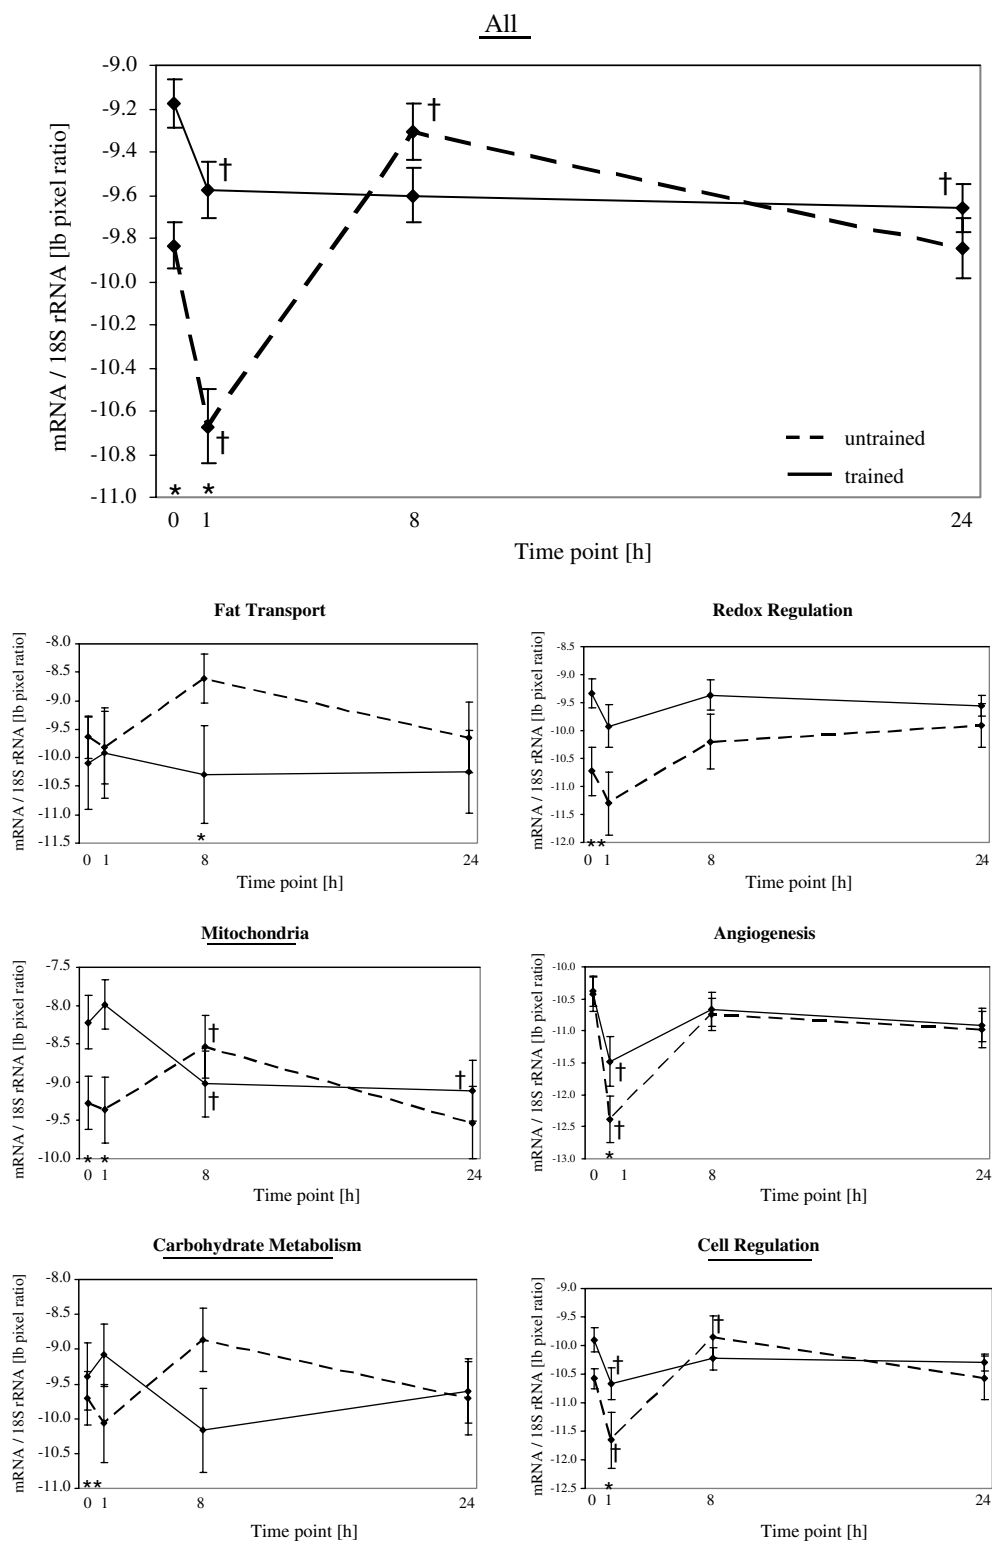 All
mRNA / 18S rRNA [lb pixel ratio]
-9.0
-9.2
-9.4
-9.6
-9.8
-10.0
-10.2
-10.4
-10.6
-10.8
-11.0
†
†
†
†
untrained
trained
* *
0 1 8 24
Time point [h]
Fat Transport
mRNA / 18S rRNA [lb pixel ratio]
-8.0
-8.5
-9.0
-9.5
-10.0
-10.5
-11.0
-11.5
*
0 1 8 24
Time point [h]
Redox Regulation
mRNA / 18S rRNA [lb pixel ratio]
-8.5
-9.0
-9.5
-10.0
-10.5
-11.0
-11.5
-12.0
**
0 1 8 24
Time point [h]
Mitochondria
mRNA / 18S rRNA [lb pixel ratio]
-7.5
-8.0
-8.5
-9.0
-9.5
-10.0
†
†
†
* *
0 1 8 24
Time point [h]
Angiogenesis
mRNA / 18S rRNA [lb pixel ratio]
-10.0
-10.5
-11.0
-11.5
-12.0
-12.5
-13.0
†
†
*
0 1 8 24
Time point [h]
Carbohydrate Metabolism
mRNA / 18S rRNA [lb pixel ratio]
-8.0
-8.5
-9.0
-9.5
-10.0
-10.5
-11.0
**
0 1 8 24
Time point [h]
Cell Regulation
mRNA / 18S rRNA [lb pixel ratio]
-9.0
-9.5
-10.0
-10.5
-11.0
-11.5
-12.0
-12.5
†
†
†
*
0 1 8 24
Time point [h]